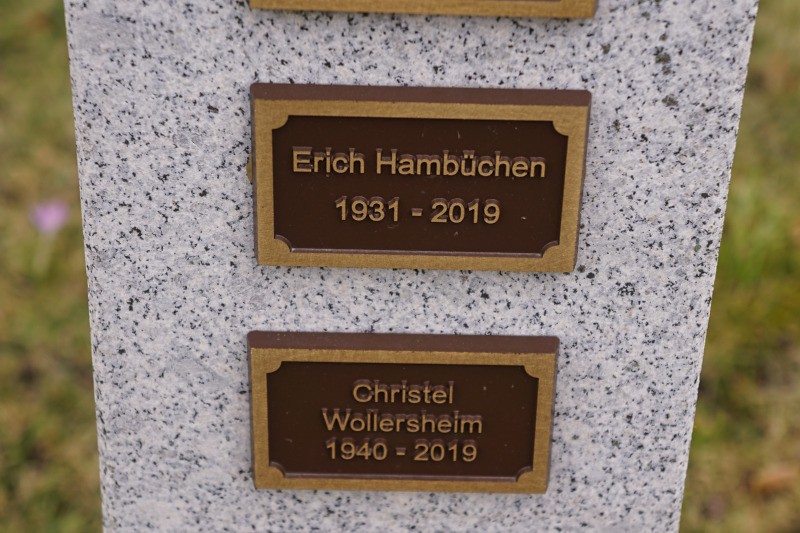 Erich Hambüchen
1931 - 2019
Christel
Wollersheim
1940 - 2019